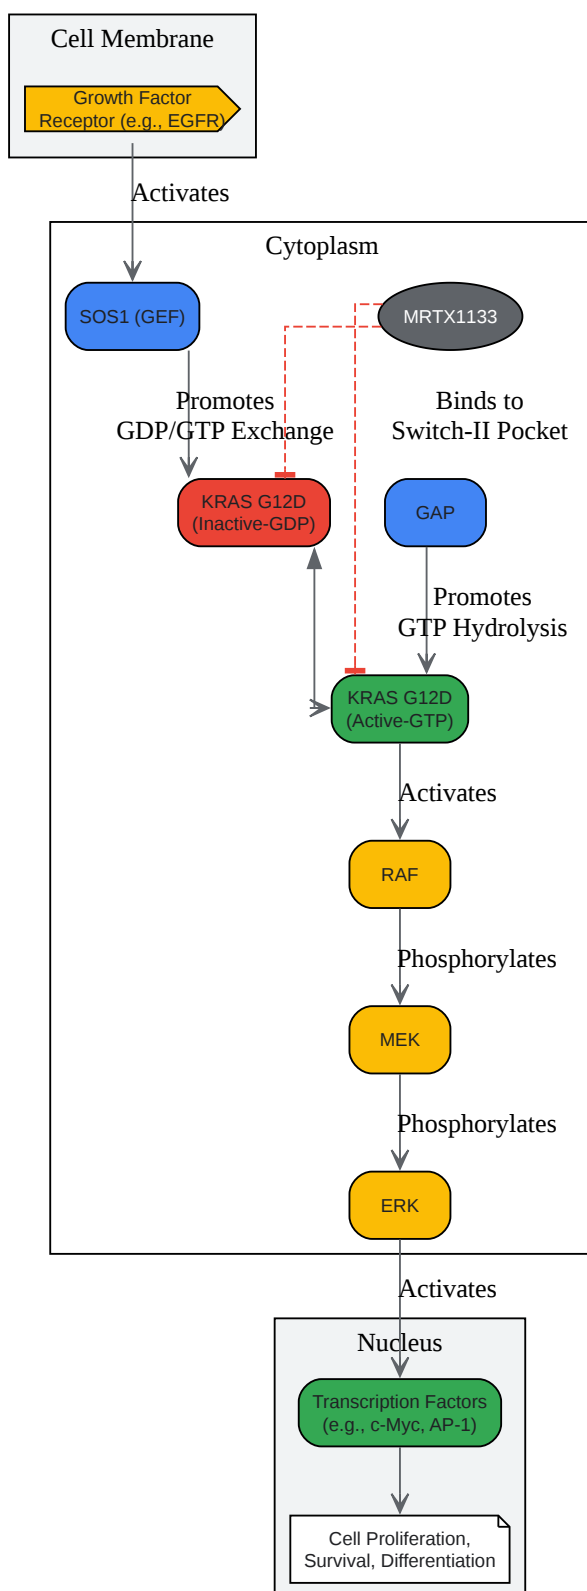 Cell Membrane
Growth Factor
Receptor (e.g., EGFR)
Activates
Cytoplasm
SOS1 (GEF)
MRTX1133
Promotes
GDP/GTP Exchange
Binds to
Switch-II Pocket
KRAS G12D
(Inactive-GDP)
GAP
Promotes
GTP Hydrolysis
KRAS G12D
(Active-GTP)
Activates
RAF
Phosphorylates
MEK
Phosphorylates
ERK
Activates
Nucleus
Transcription Factors
(e.g., c-Myc, AP-1)
Cell Proliferation,
Survival, Differentiation